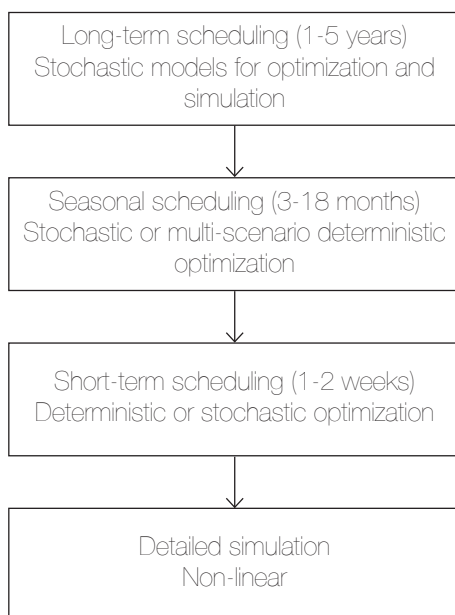 Long-term scheduling (1-5 years)
Stochastic models for optimization and
simulation
Seasonal scheduling (3-18 months)
Stochastic or multi-scenario deterministic
optimization
Short-term scheduling (1-2 weeks)
Deterministic or stochastic optimization
Detailed simulation
Non-linear